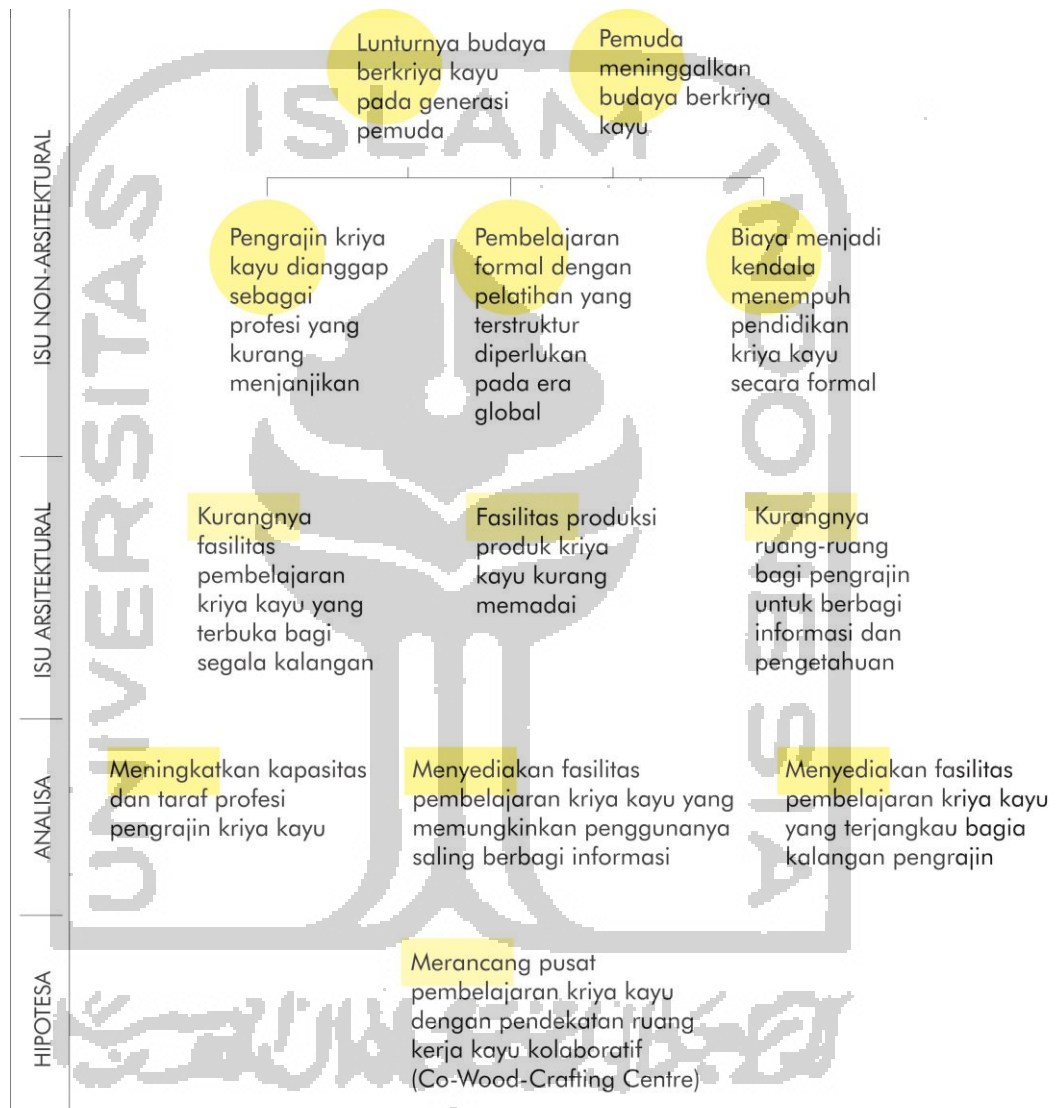 Lunturnya budaya
berkriya kayu
pada generasi
pemuda
Pemuda
meninggalkan
budaya berkriya
kayu
ISU NON-ARSITEKTURAL
Pengrajin kriya
kayu dianggap
sebagai
profesi yang
kurang
menjanjikan
Pembelajaran
formal dengan
pelatihan yang
terstruktur
diperlukan
pada era
global
Biaya menjadi
kendala
menempuh
pendidikan
kriya kayu
secara formal
ISU ARSITEKTURAL
Kurangnya
fasilitas
pembelajaran
kriya kayu yang
terbuka bagi
segala kalangan
Fasilitas produksi
produk kriya
kayu kurang
memadai
Kurangnya
ruang-ruang
bagi pengrajin
untuk berbagi
informasi dan
pengetahuan
ANALISA
Meningkatkan kapasitas
dan taraf profesi
pengrajin kriya kayu
Menyediakan fasilitas
pembelajaran kriya kayu yang
memungkinkan penggunanya
saling berbagi informasi
Menyediakan fasilitas
pembelajaran kriya kayu
yang terjangkau bagia
kalangan pengrajin
HIPOTESA
Merancang pusat
pembelajaran kriya kayu
dengan pendekatan ruang
kerja kayu kolaboratif
(Co-Wood-Crafting Centre)
UNIVERSITAS
ISLAM
INDONESIA